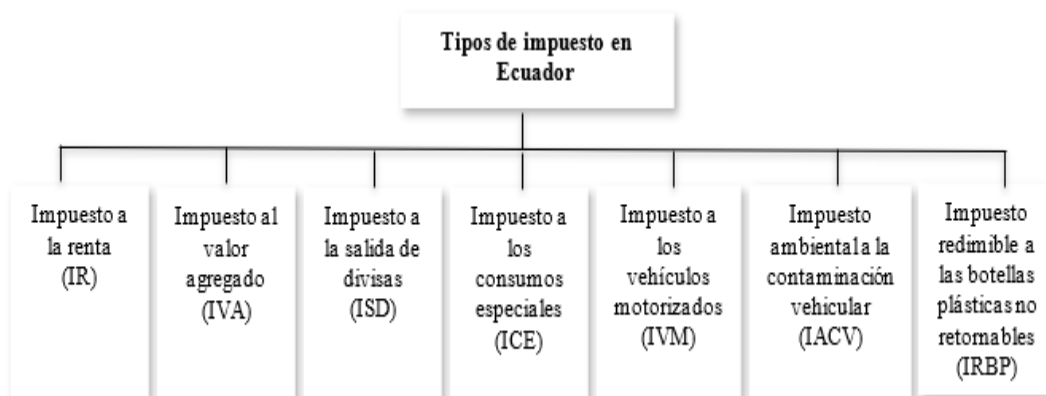 Tipos de impuesto en
Ecuador
Impuesto a
la renta
(IR)
Impuesto al
valor
agregado
(IVA)
Impuesto a
la salida de
divisas
(ISD)
Impuesto a
los
consumos
especiales
(ICE)
Impuesto a
los
vehículos
motorizados
(IVM)
Impuesto
ambiental a la
contaminación
vehicular
(IACV)
Impuesto
redimible a
las botellas
plásticas no
retornables
(IRBP)